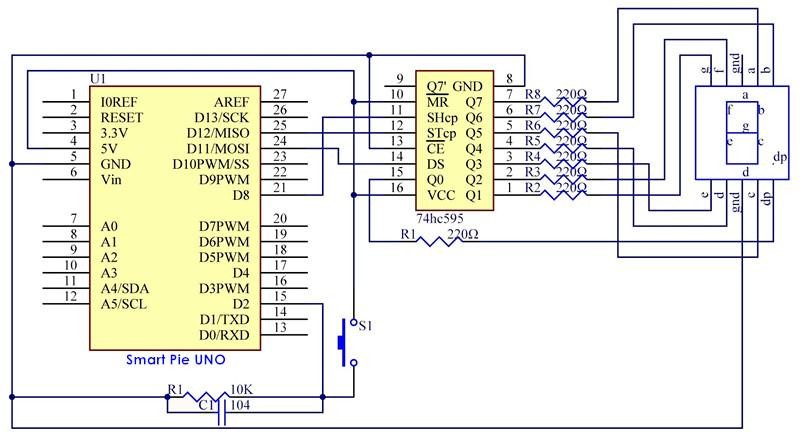 U1
1 I0REF AREF 27
2 RESET D13/SCK 26
3 3.3V D12/MISO 25
4 5V D11/MOSI 24
5 GND D10PWM/SS 23
6 Vin D9PWM 22
D8 21
7 A0 D7PWM 20
8 A1 D6PWM 19
9 A2 D5PWM 18
10 A3 D4 17
11 A4/SDA D3PWM 16
12 A5/SCL D2 15
D1/TXD 14
D0/RXD 13
Smart Pie UNO
R1 10K
C1 104
S1
9 Q7' GND 8
10 MR Q7 7 R8 220Ω
11 SHcp Q6 6 R7 220Ω
12 STcp Q5 5 R6 220Ω
13 CE Q4 4 R5 220Ω
14 DS Q3 3 R4 220Ω
15 Q0 Q2 2 R3 220Ω
16 VCC Q1 1 R2 220Ω
74hc595
R1 220Ω
g f gnd a b
a
f b
g
e c
dp
d
e d gnd c dp